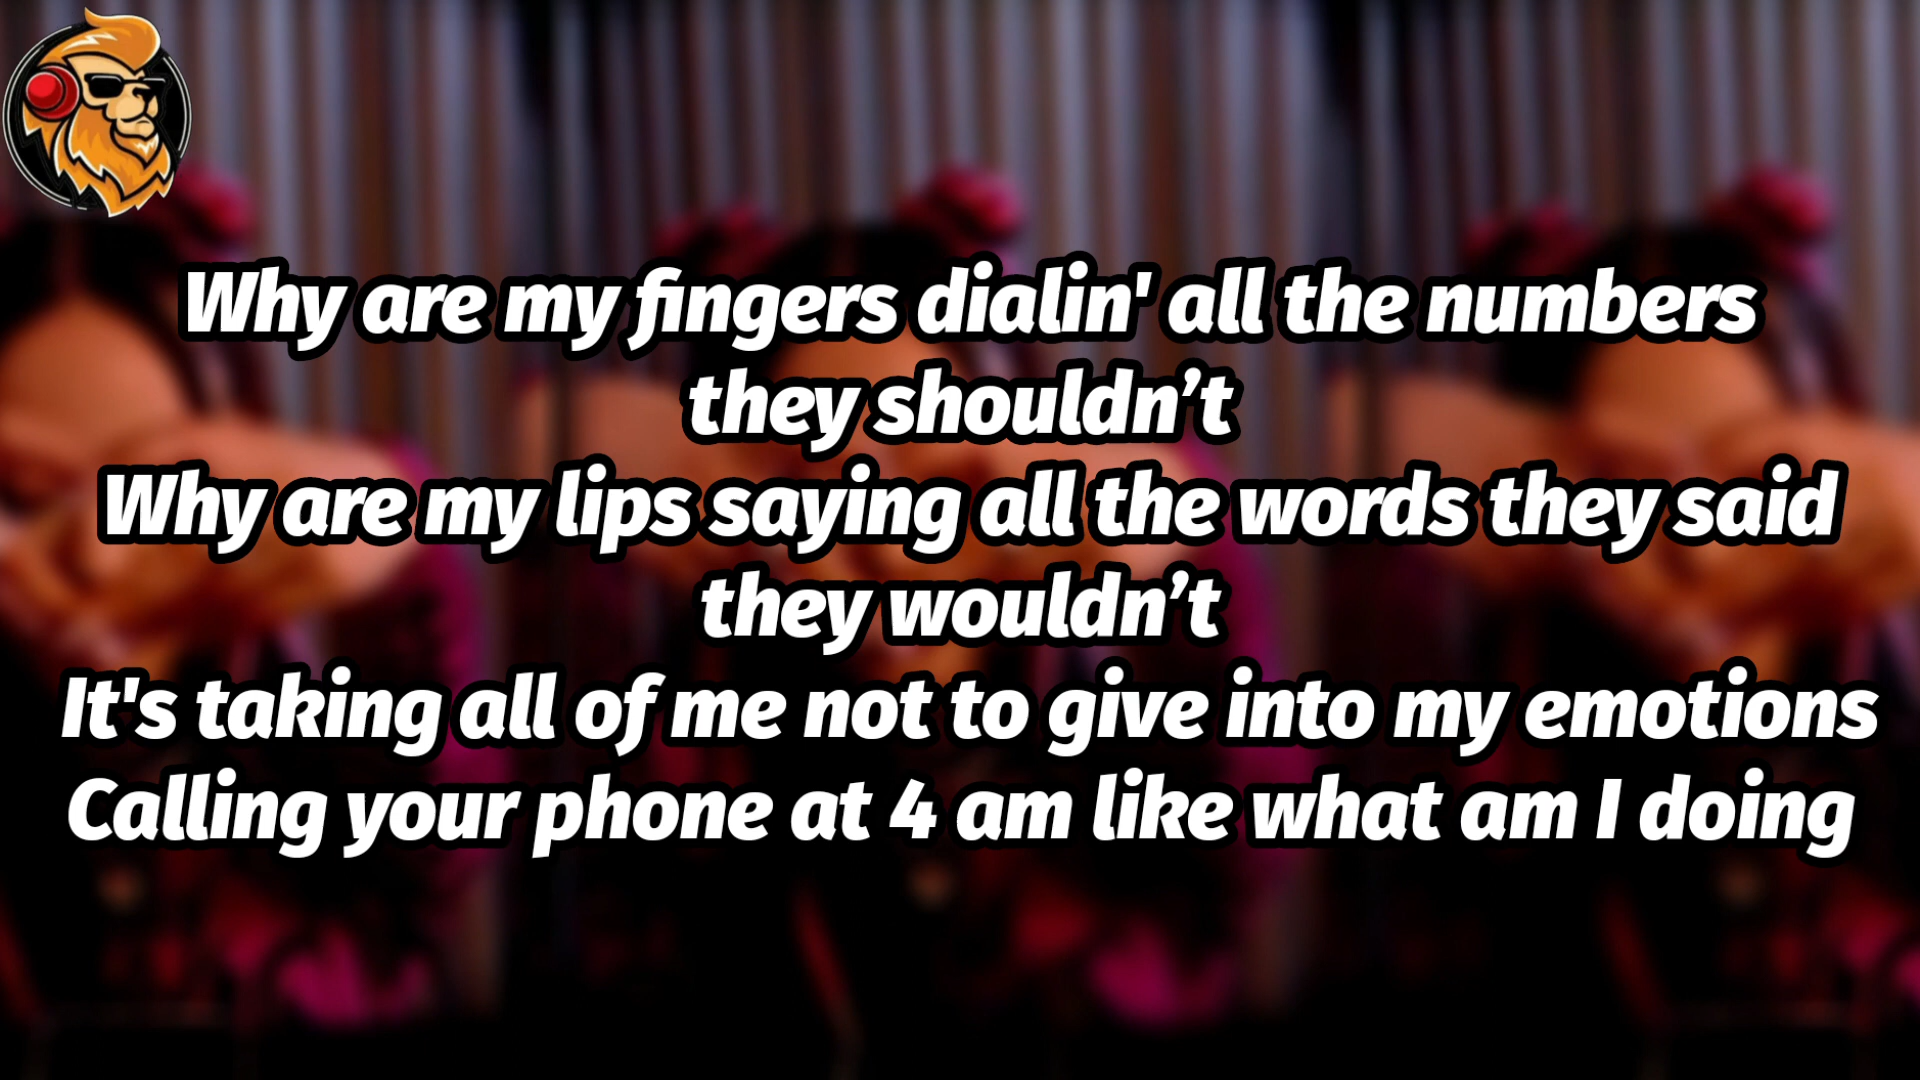 Why are my fingers dialin' all the numbers
they shouldn’t
Why are my lips saying all the words they said
they wouldn’t
It's taking all of me not to give into my emotions
Calling your phone at 4 am like what am I doing